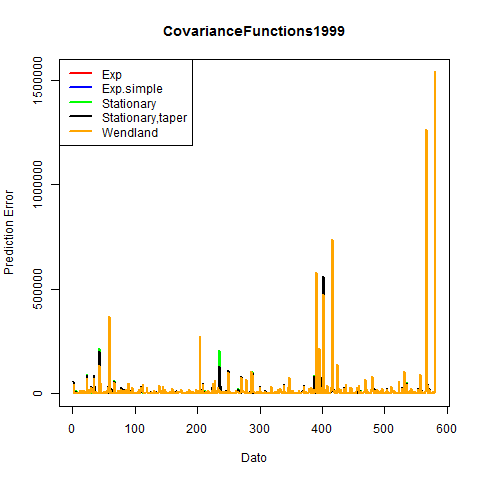 CovarianceFunctions1999
Exp
Exp.simple
Stationary
Stationary,taper
Wendland
Prediction Error
0
500000
1000000
1500000
0 100 200 300 400 500 600
Dato